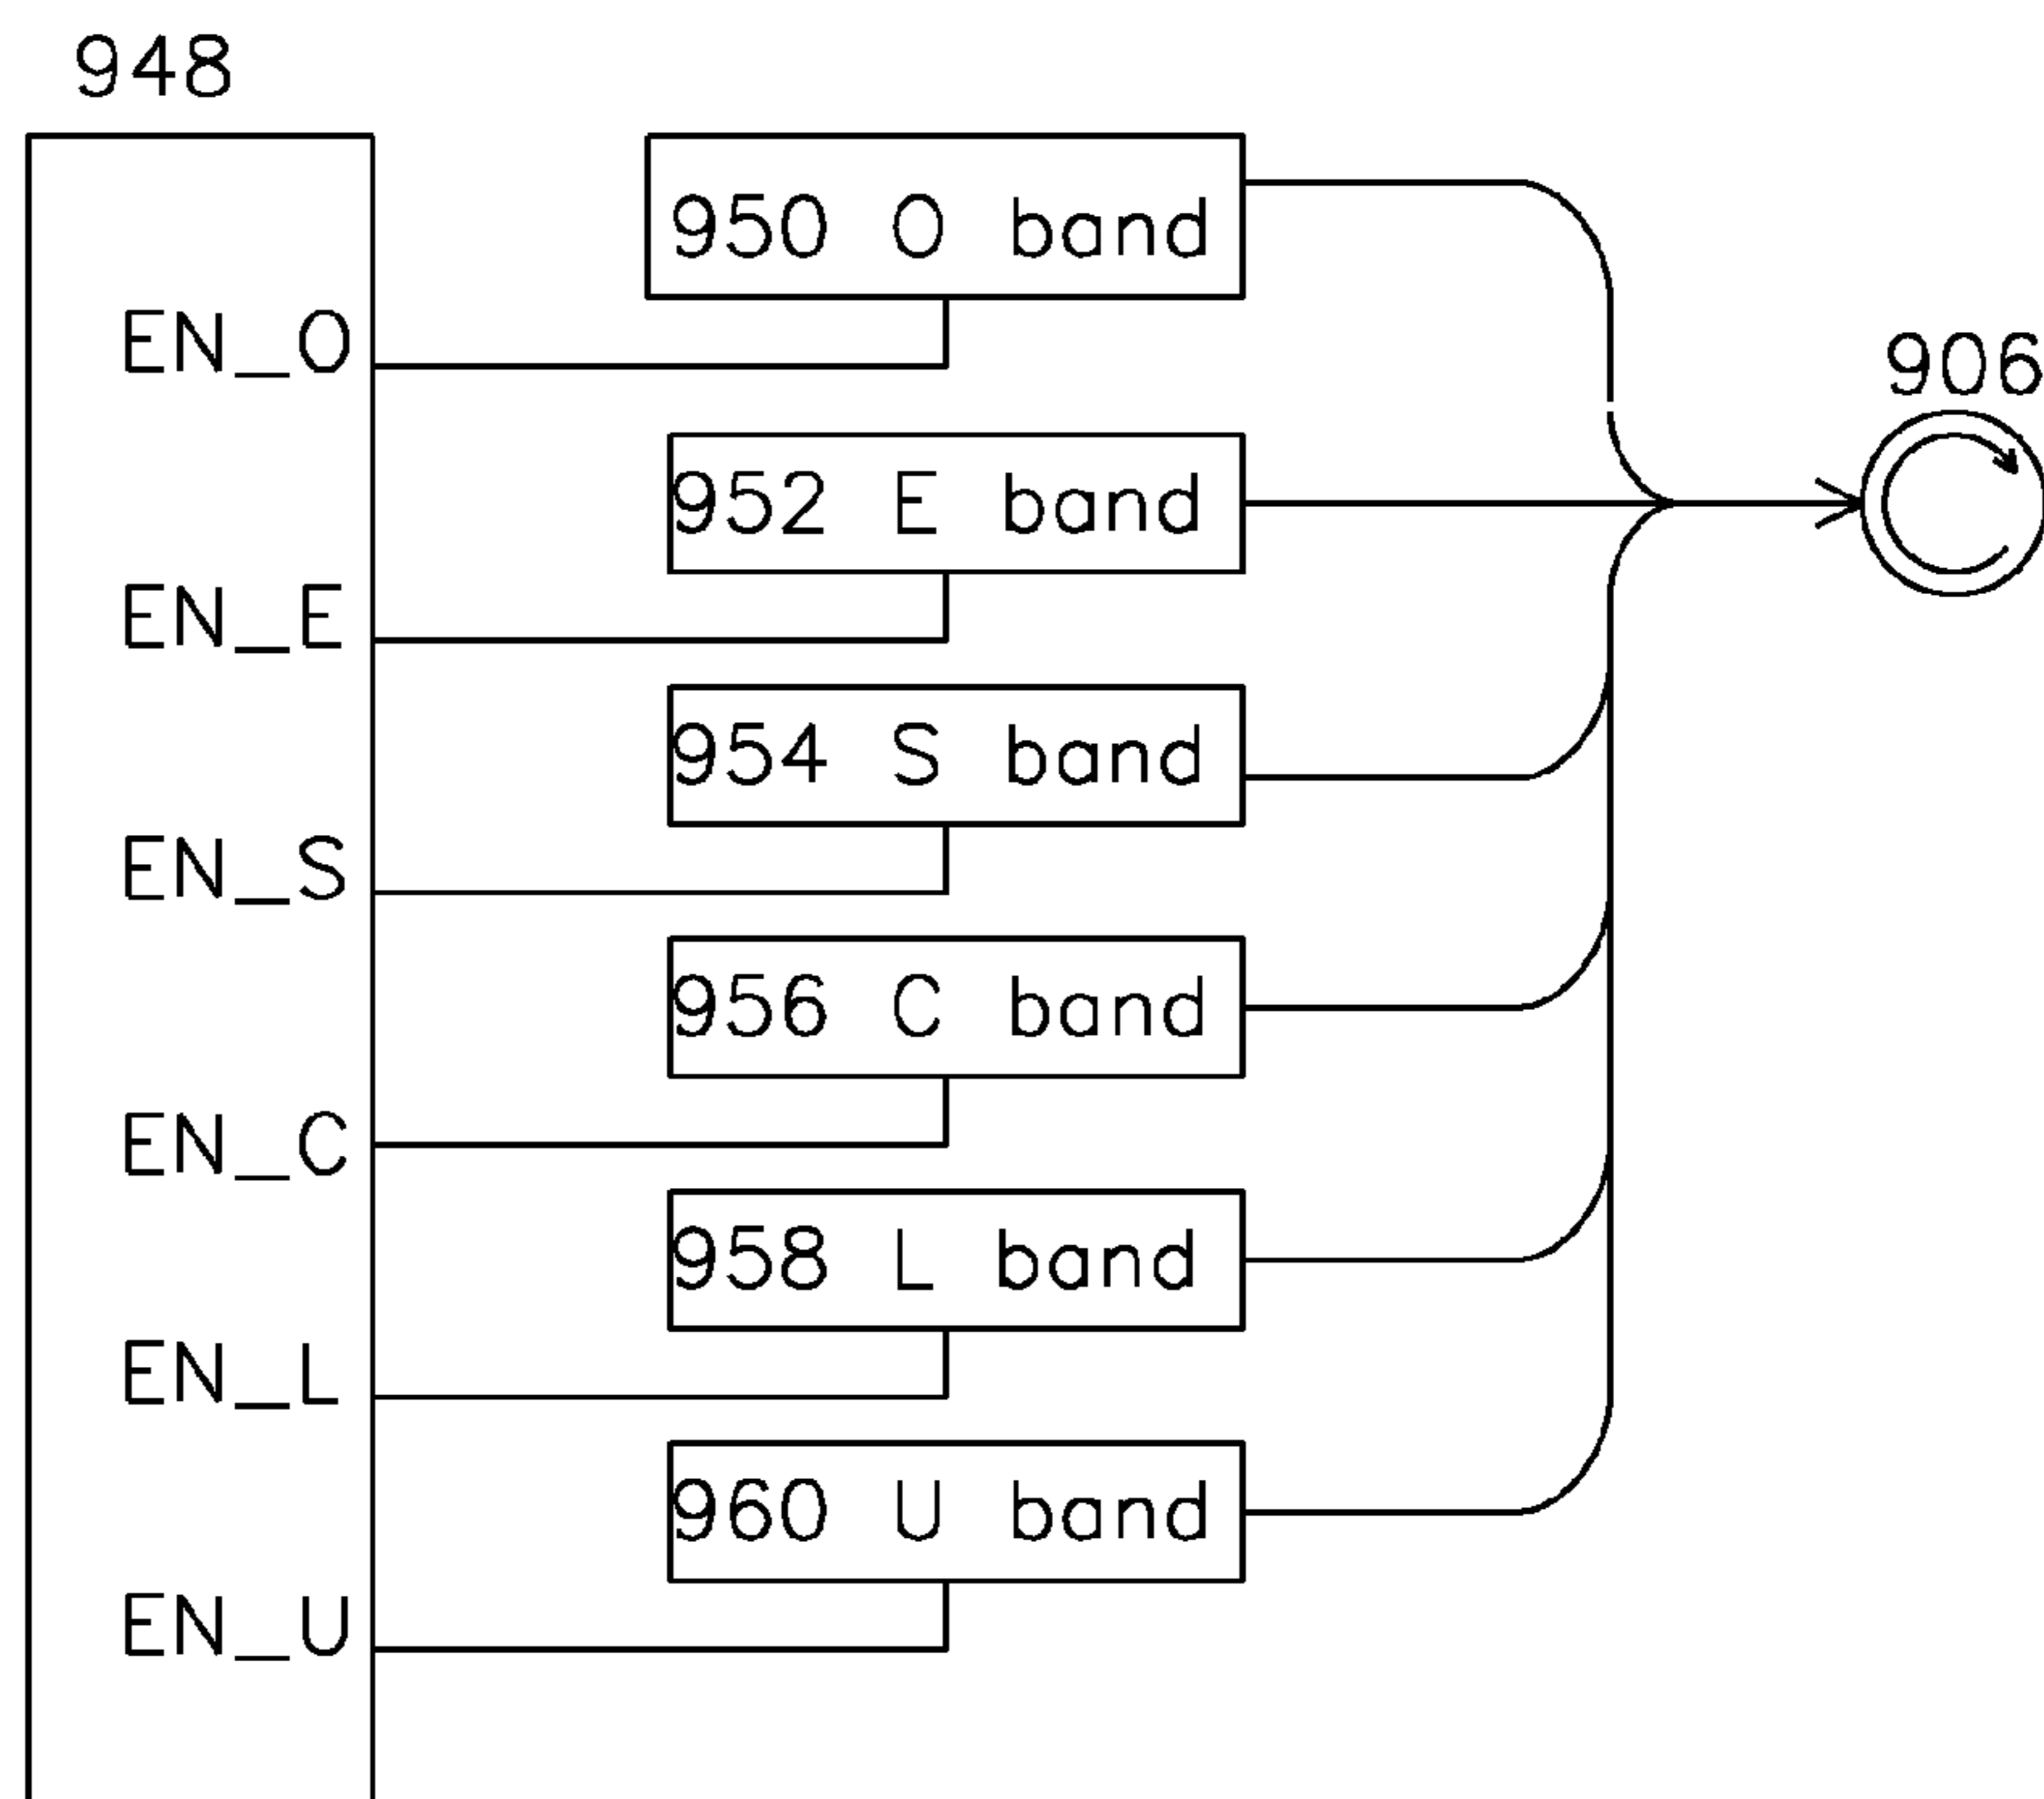 948
950 O band
EN_O
906
952 E band
EN_E
954 S band
EN_S
956 C band
EN_C
958 L band
EN_L
960 U band
EN_U